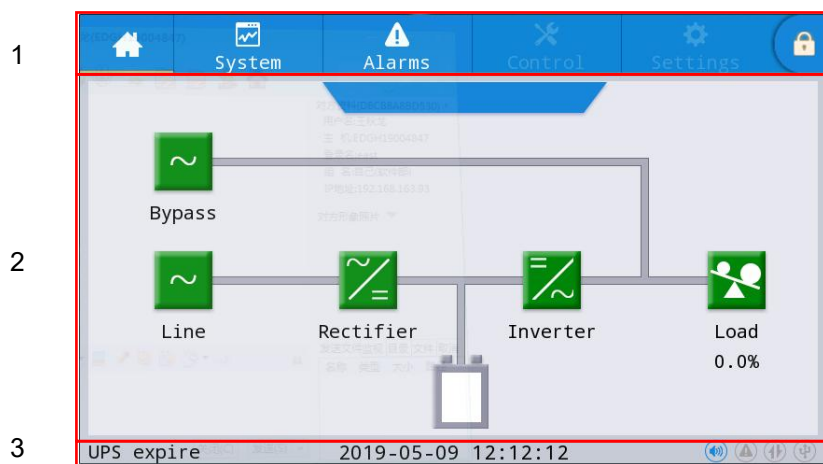 1
System Alarms Control Settings
2
Bypass
Line Rectifier Inverter Load
0.0%
3
UPS expire 2019-05-09 12:12:12